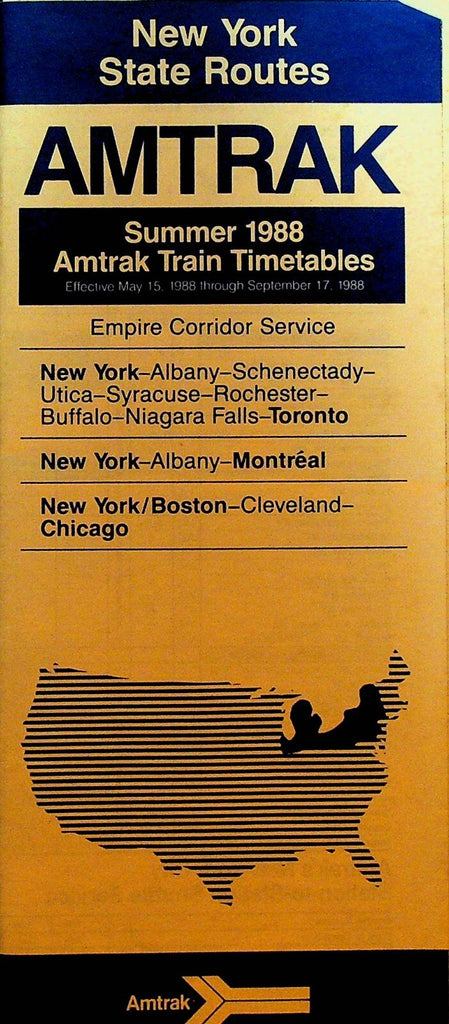 New York
State Routes
AMTRAK
Summer 1988
Amtrak Train Timetables
Effective May 15, 1988 through September 17, 1988
Empire Corridor Service
New York–Albany–Schenectady–
Utica–Syracuse–Rochester–
Buffalo–Niagara Falls–Toronto
New York–Albany–Montréal
New York/Boston–Cleveland–
Chicago
Amtrak